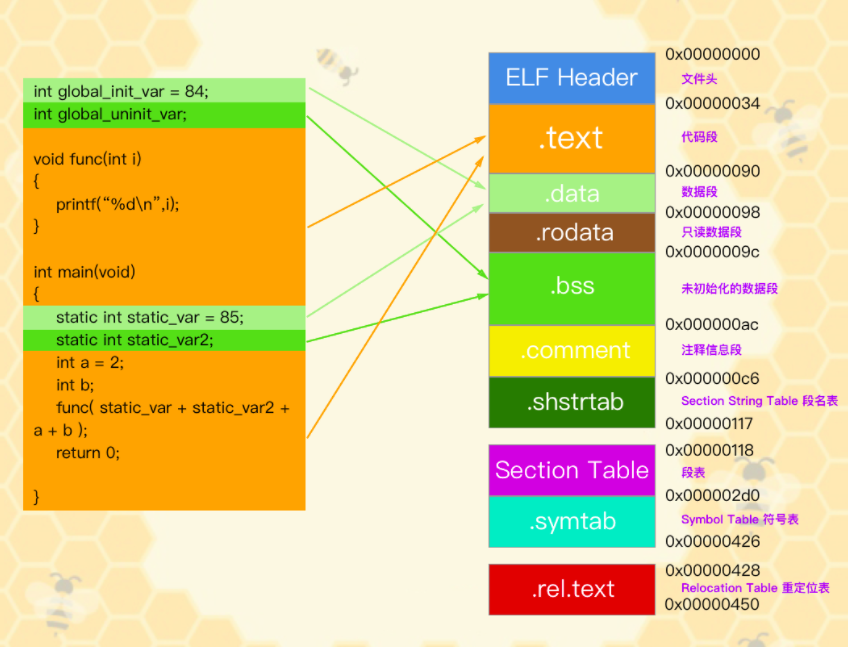 int global_init_var = 84;
int global_uninit_var;
void func(int i)
{
printf(“%d\n”,i);
}
int main(void)
{
static int static_var = 85;
static int static_var2;
int a = 2;
int b;
func( static_var + static_var2 +
a + b );
return 0;
}
ELF Header
.text
.data
.rodata
.bss
.comment
.shstrtab
Section Table
.symtab
.rel.text
0x00000000
文件头
0x00000034
代码段
0x00000090
数据段
0x00000098
只读数据段
0x0000009c
未初始化的数据段
0x000000ac
注释信息段
0x000000c6
Section String Table 段名表
0x00000117
0x00000118
段表
0x000002d0
Symbol Table 符号表
0x00000426
0x00000428
Relocation Table 重定位表
0x00000450